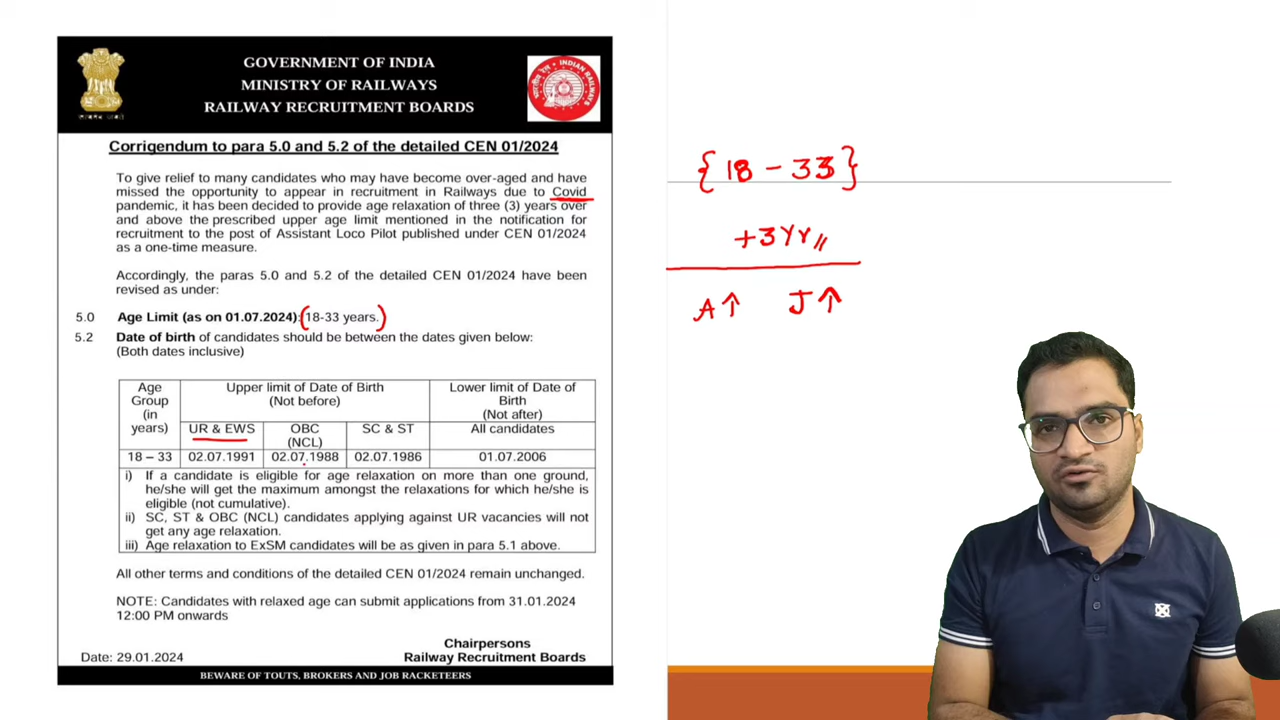 GOVERNMENT OF INDIA
MINISTRY OF RAILWAYS
RAILWAY RECRUITMENT BOARDS
Corrigendum to para 5.0 and 5.2 of the detailed CEN 01/2024
To give relief to many candidates who may have become over-aged and have
missed the opportunity to appear in recruitment in Railways due to Covid
pandemic, it has been decided to provide age relaxation of three (3) years over
and above the prescribed upper age limit mentioned in the notification for
recruitment to the post of Assistant Loco Pilot published under CEN 01/2024
as a one-time measure.
Accordingly, the paras 5.0 and 5.2 of the detailed CEN 01/2024 have been
revised as under:
5.0 Age Limit (as on 01.07.2024): 18-33 years.
5.2 Date of birth of candidates should be between the dates given below:
(Both dates inclusive)
Age Group (in years) Upper limit of Date of Birth (Not before) Lower limit of Date of Birth (Not after)
UR & EWS OBC (NCL) SC & ST All candidates
18 – 33 02.07.1991 02.07.1988 02.07.1986 01.07.2006
i) If a candidate is eligible for age relaxation on more than one ground,
he/she will get the maximum amongst the relaxations for which he/she is
eligible (not cumulative).
ii) SC, ST & OBC (NCL) candidates applying against UR vacancies will not
get any age relaxation.
iii) Age relaxation to ExSM candidates will be as given in para 5.1 above.
All other terms and conditions of the detailed CEN 01/2024 remain unchanged.
NOTE: Candidates with relaxed age can submit applications from 31.01.2024
12:00 PM onwards
Chairpersons
Date: 29.01.2024 Railway Recruitment Boards
BEWARE OF TOUTS, BROKERS AND JOB RACKETEERS
{18 - 33}
+3YY
A↑ J↑